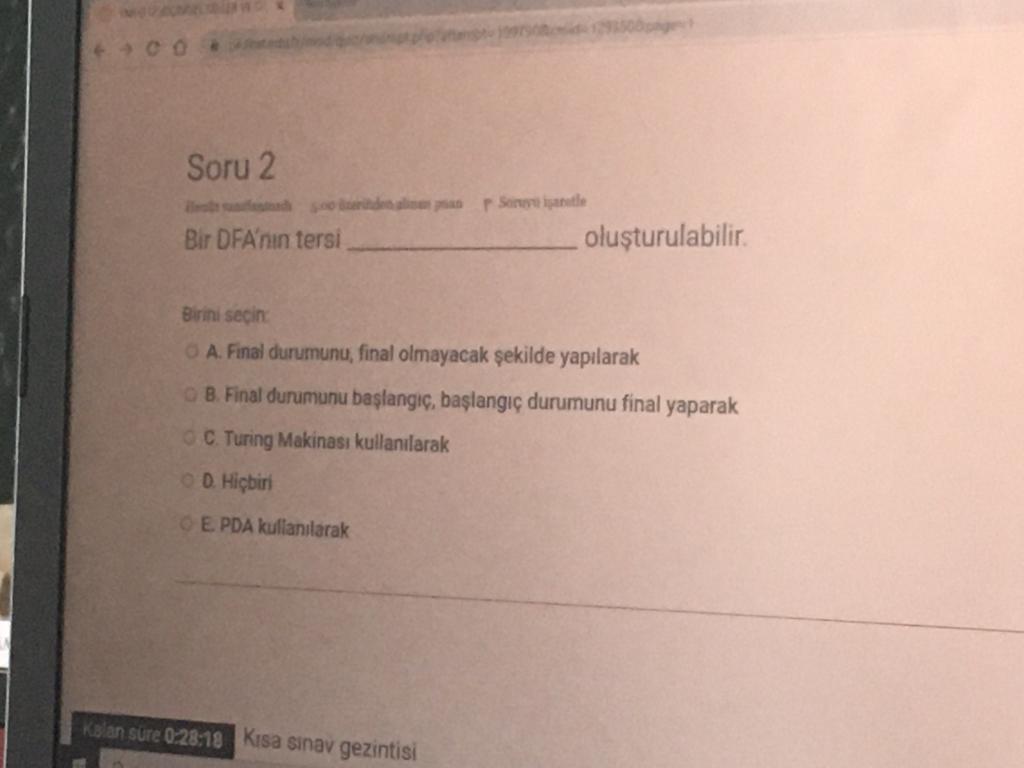 Soru 2
Henüz cevaplanmadı 5,00 üzerinden alınan puan Soruyu işaretle
Bir DFA'nın tersi ____________________ oluşturulabilir.
Birini seçin:
A. Final durumunu, final olmayacak şekilde yapılarak
B. Final durumunu başlangıç, başlangıç durumunu final yaparak
C. Turing Makinası kullanılarak
D. Hiçbiri
E. PDA kullanılarak
Kalan süre 0:28:18 Kısa sınav gezintisi